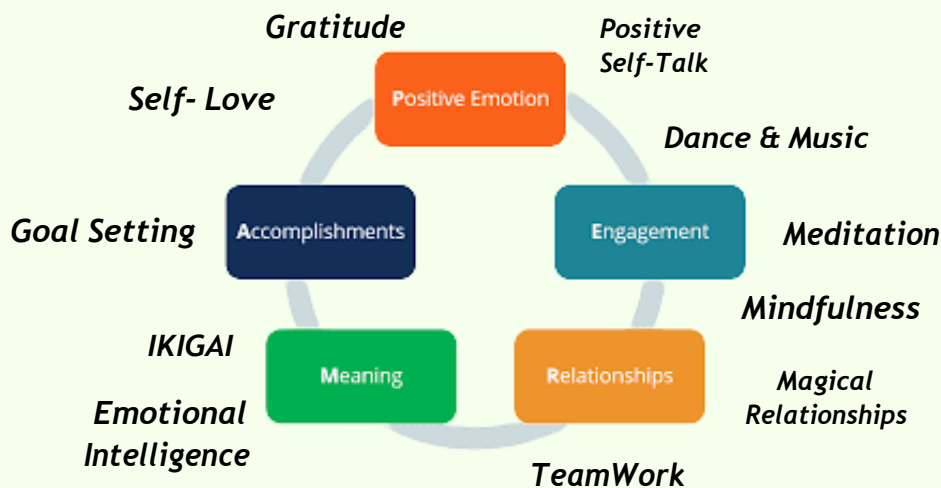 Gratitude
Positive
Self-Talk
Positive Emotion
Self- Love
Dance & Music
Goal Setting
Accomplishments
Engagement
Meditation
Mindfulness
IKIGAI
Meaning
Relationships
Magical
Relationships
Emotional
Intelligence
TeamWork